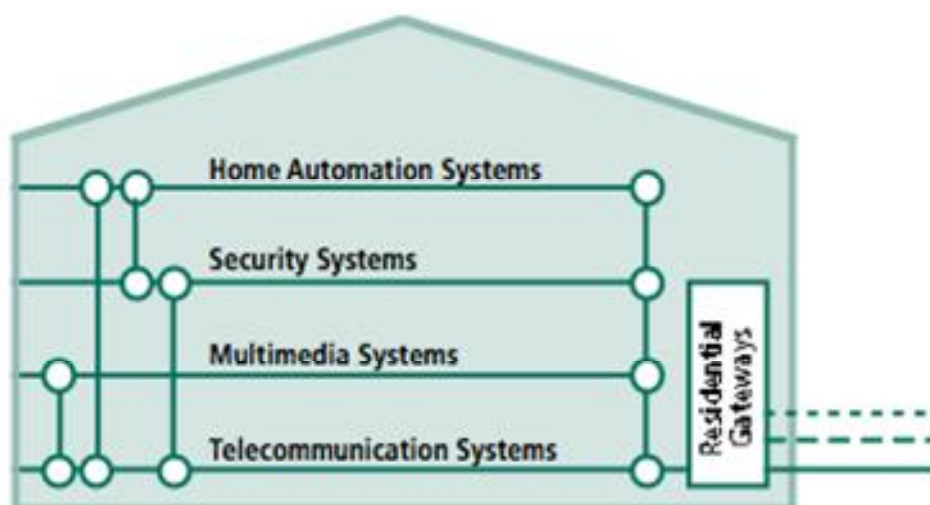 Home Automation Systems
Security Systems
Multimedia Systems
Telecommunication Systems
Residential
Gateways